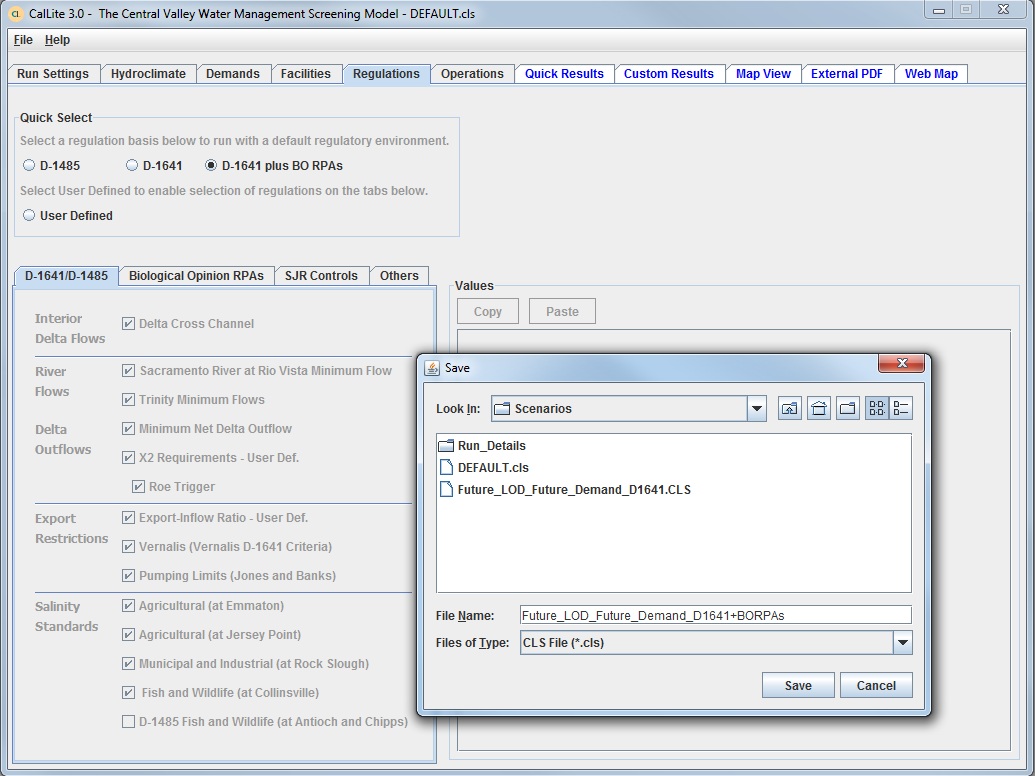 CL CalLite 3.0 - The Central Valley Water Management Screening Model - DEFAULT.cls
File Help
Run Settings Hydroclimate Demands Facilities Regulations Operations Quick Results Custom Results Map View External PDF Web Map
Quick Select
Select a regulation basis below to run with a default regulatory environment.
D-1485 D-1641 D-1641 plus BO RPAs
Select User Defined to enable selection of regulations on the tabs below.
User Defined
D-1641/D-1485 Biological Opinion RPAs SJR Controls Others
Interior
Delta Flows
Delta Cross Channel
River
Flows
Sacramento River at Rio Vista Minimum Flow
Trinity Minimum Flows
Delta
Outflows
Minimum Net Delta Outflow
X2 Requirements - User Def.
Roe Trigger
Export
Restrictions
Export-Inflow Ratio - User Def.
Vernalis (Vernalis D-1641 Criteria)
Pumping Limits (Jones and Banks)
Salinity
Standards
Agricultural (at Emmaton)
Agricultural (at Jersey Point)
Municipal and Industrial (at Rock Slough)
Fish and Wildlife (at Collinsville)
D-1485 Fish and Wildlife (at Antioch and Chipps)
Values
Copy Paste
Save
Look In: Scenarios
Run_Details
DEFAULT.cls
Future_LOD_Future_Demand_D1641.CLS
File Name: Future_LOD_Future_Demand_D1641+BORPAs
Files of Type: CLS File (*.cls)
Save Cancel